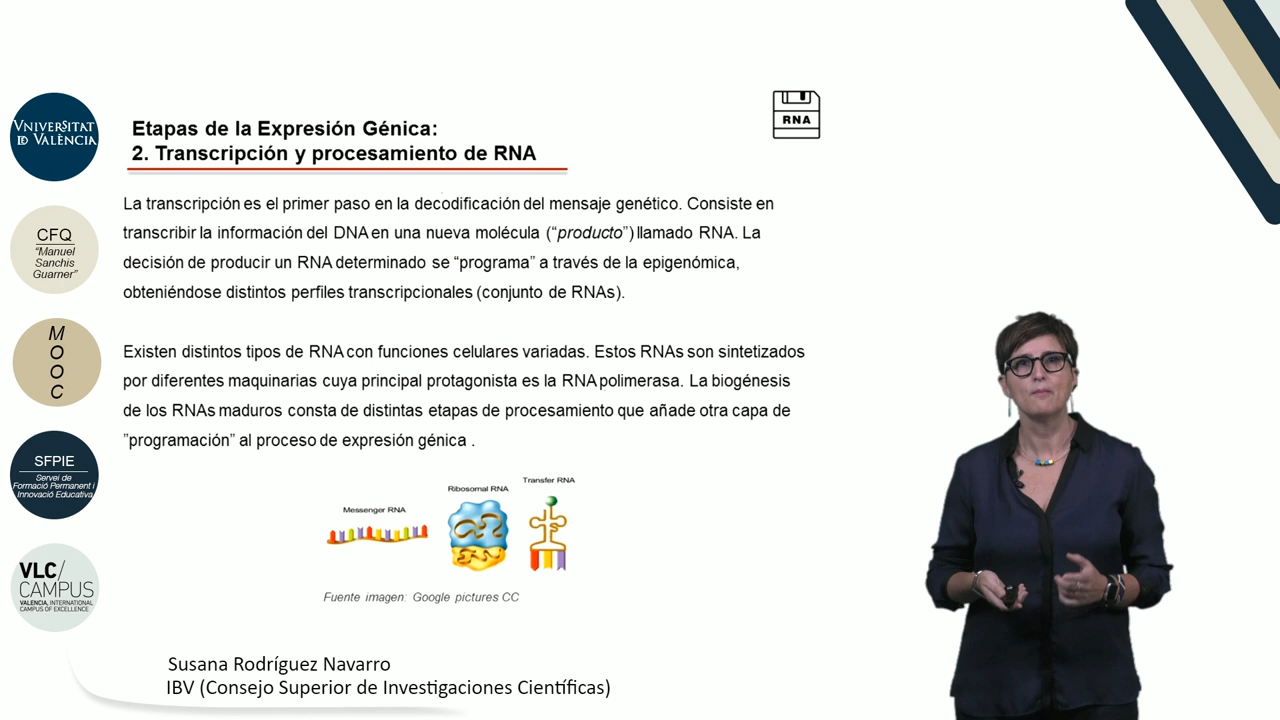 VNIVERSITAT
ID VALÈNCIA
CFQ
“Manuel
Sanchis
Guarner”
M
O
O
C
SFPIE
Servei de
Formació Permanent i
Innovació Educativa
VLC/
CAMPUS
VALENCIA, INTERNATIONAL
CAMPUS OF EXCELLENCE
RNA
Etapas de la Expresión Génica:
2. Transcripción y procesamiento de RNA
La transcripción es el primer paso en la decodificación del mensaje genético. Consiste en
transcribir la información del DNA en una nueva molécula (“producto”) llamado RNA. La
decisión de producir un RNA determinado se “programa” a través de la epigenómica,
obteniéndose distintos perfiles transcripcionales (conjunto de RNAs).
Existen distintos tipos de RNA con funciones celulares variadas. Estos RNAs son sintetizados
por diferentes maquinarias cuya principal protagonista es la RNA polimerasa. La biogénesis
de los RNAs maduros consta de distintas etapas de procesamiento que añade otra capa de
”programación” al proceso de expresión génica .
Messenger RNA
Ribosomal RNA
Transfer RNA
Fuente imagen: Google pictures CC
Susana Rodríguez Navarro
IBV (Consejo Superior de Investigaciones Científicas)